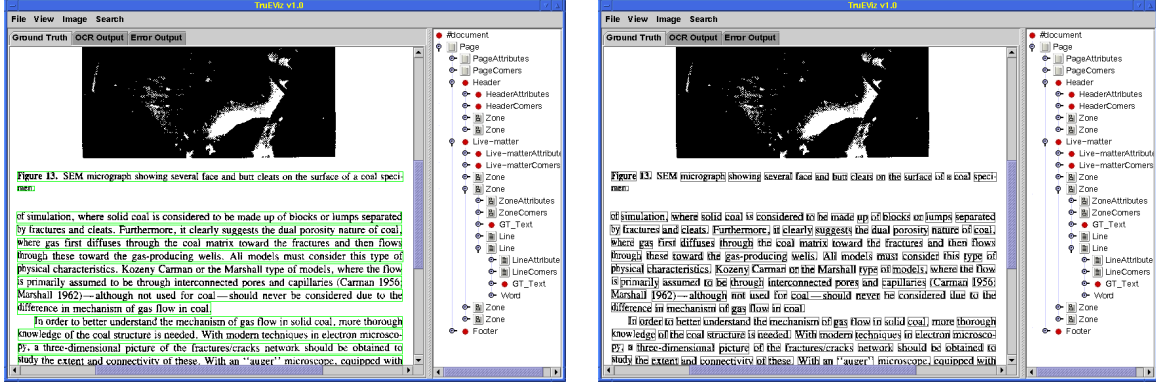 TrueViz v1.0
File View Image Search
Ground Truth OCR Output Error Output
Figure 13. SEM micrograph showing several face and butt cleats on the surface of a coal speci-
men.
of simulation, where solid coal is considered to be made up of blocks or lumps separated
by fractures and cleats. Furthermore, it clearly suggests the dual porosity nature of coal,
where gas first diffuses through the coal matrix toward the fractures and then flows
through these toward the gas-producing wells. All models must consider this type of
physical characteristics. Kozeny Carman or the Marshall type of models, where the flow
is primarily assumed to be through interconnected pores and capillaries (Carman 1956;
Marshall 1962)—although not used for coal—should never be considered due to the
difference in mechanism of gas flow in coal.
In order to better understand the mechanism of gas flow in solid coal, more thorough
knowledge of the coal structure is needed. With modern techniques in electron microsco-
py, a three-dimensional picture of the fractures/cracks network should be obtained to
study the extent and connectivity of these. With an "auger" microscope, equipped with
#document
Page
PageAttributes
PageCorners
Header
HeaderAttributes
HeaderCorners
Zone
Zone
Live-matter
Live-matterAttribute
Live-matterCorners
Zone
Zone
ZoneAttributes
ZoneCorners
GT_Text
Line
Line
LineAttribute
LineCorners
GT_Text
Word
Zone
Zone
Footer
TrueViz v1.0
File View Image Search
Ground Truth OCR Output Error Output
Figure 13. SEM micrograph showing several face and butt cleats on the surface of a coal speci-
men.
of simulation, where solid coal is considered to be made up of blocks or lumps separated
by fractures and cleats. Furthermore, it clearly suggests the dual porosity nature of coal,
where gas first diffuses through the coal matrix toward the fractures and then flows
through these toward the gas-producing wells. All models must consider this type of
physical characteristics. Kozeny Carman or the Marshall type of models, where the flow
is primarily assumed to be through interconnected pores and capillaries (Carman 1956;
Marshall 1962)—although not used for coal—should never be considered due to the
difference in mechanism of gas flow in coal.
In order to better understand the mechanism of gas flow in solid coal, more thorough
knowledge of the coal structure is needed. With modern techniques in electron microsco-
py, a three-dimensional picture of the fractures/cracks network should be obtained to
study the extent and connectivity of these. With an "auger" microscope, equipped with
#document
Page
PageAttributes
PageCorners
Header
HeaderAttributes
HeaderCorners
Zone
Zone
Live-matter
Live-matterAttribute
Live-matterCorners
Zone
Zone
ZoneAttributes
ZoneCorners
GT_Text
Line
Line
LineAttribute
LineCorners
GT_Text
Word
Zone
Zone
Footer